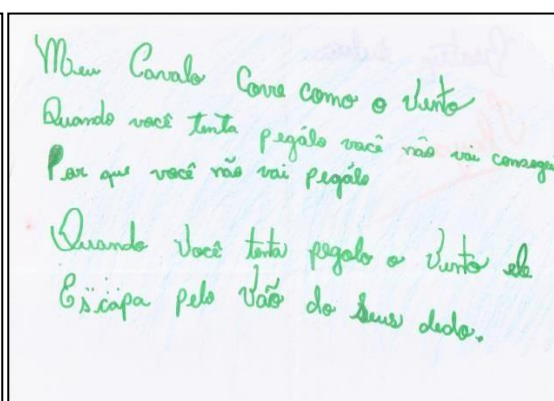 Meu Cavalo Corre como o Vento
Quando você tenta pegálo você não vai consegui
Por que você não vai pegálo
Quando Você tenta pegalo o Vento ele
Escapa pelo Vão do seus dedo.